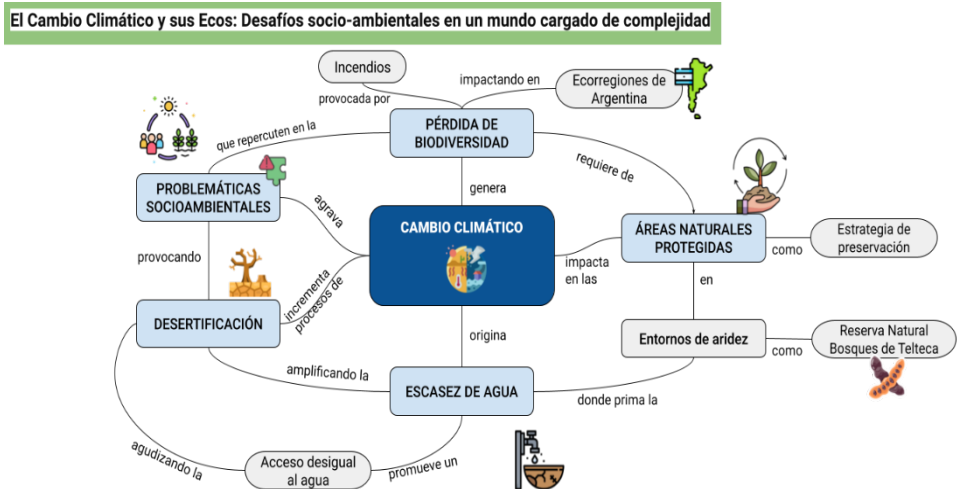 El Cambio Climático y sus Ecos: Desafíos socio-ambientales en un mundo cargado de complejidad
Incendios
impactando en
Ecorregiones de
Argentina
provocada por
PÉRDIDA DE
BIODIVERSIDAD
que repercuten en la
requiere de
genera
PROBLEMÁTICAS
SOCIOAMBIENTALES
agrava
CAMBIO CLIMÁTICO
ÁREAS NATURALES
PROTEGIDAS
como
Estrategia de
preservación
provocando
impacta
en las
en
incrementa
procesos de
DESERTIFICACIÓN
origina
Entornos de aridez
como
Reserva Natural
Bosques de Telteca
amplificando la
ESCASEZ DE AGUA
donde prima la
agudizando la
Acceso desigual
al agua
promueve un